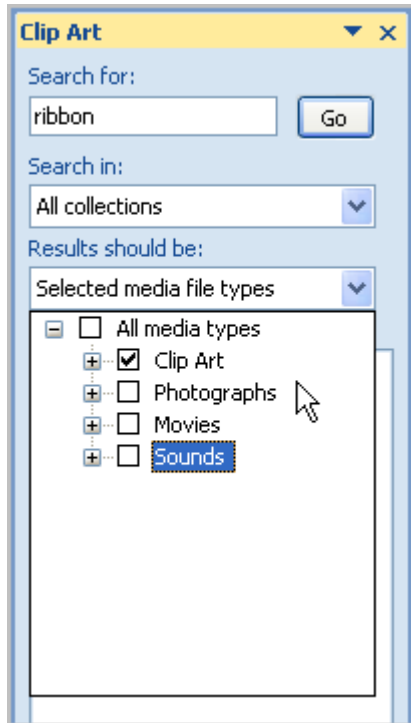 Clip Art
Search for:
ribbon
Go
Search in:
All collections
Results should be:
Selected media file types
All media types
Clip Art
Photographs
Movies
Sounds